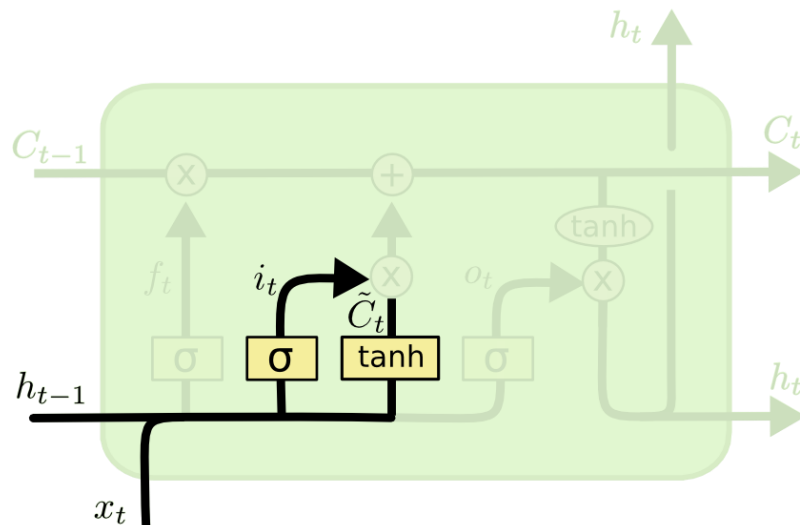 h_t
C_{t-1}
C_t
x
+
tanh
f_t
i_t
x
o_t
x
C̃_t
σ
σ
tanh
σ
h_{t-1}
h_t
x_t